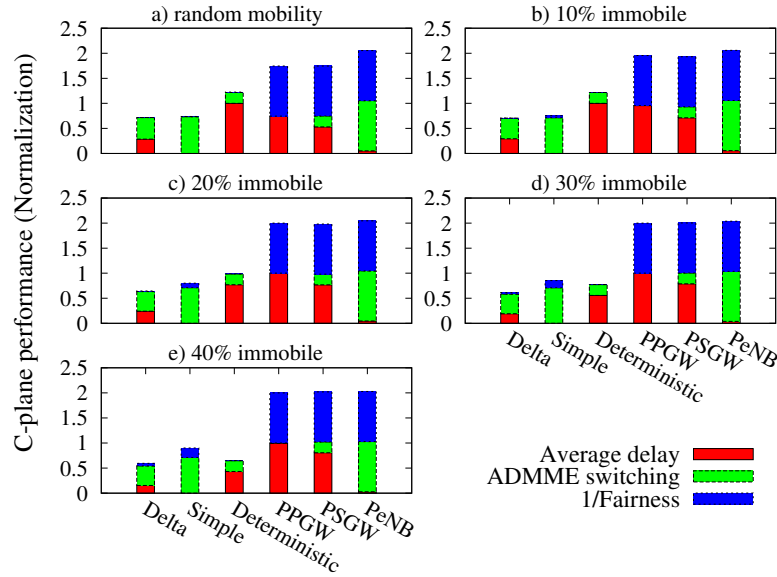 a) random mobility
b) 10% immobile
2.5
2
1.5
1
0.5
0
2.5
2
1.5
1
0.5
0
c) 20% immobile
d) 30% immobile
2.5
2
1.5
1
0.5
0
2.5
2
1.5
1
0.5
0
Delta
Simple
Deterministic
PPGW
PSGW
PeNB
e) 40% immobile
2.5
2
1.5
1
0.5
0
Delta
Simple
Deterministic
PPGW
PSGW
PeNB
C-plane performance (Normalization)
Average delay
ADMME switching
1/Fairness